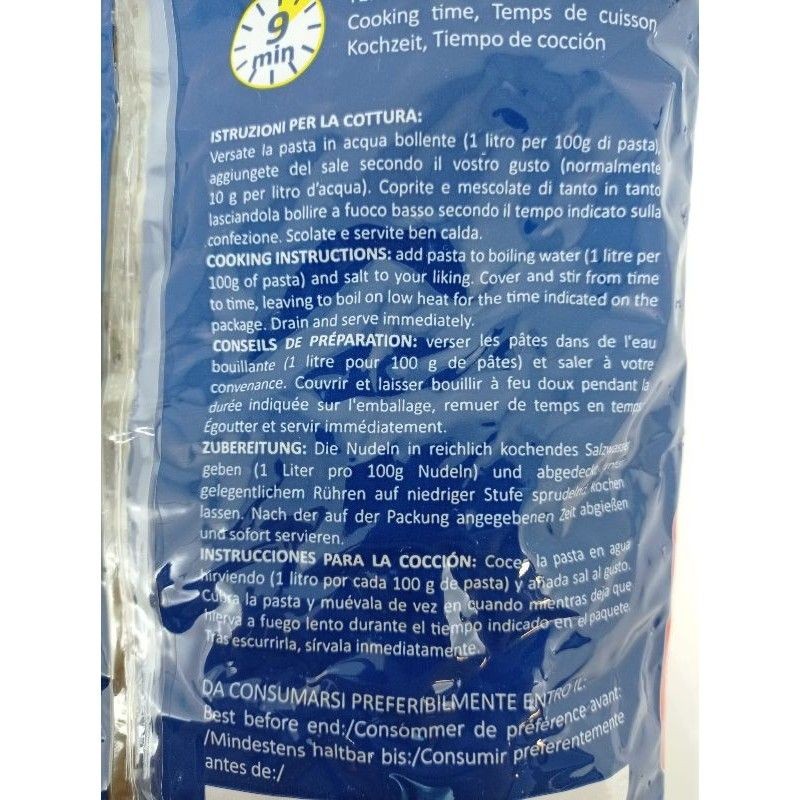 9
min
Cooking time, Temps de cuisson,
Kochzeit, Tiempo de cocción
ISTRUZIONI PER LA COTTURA:
Versate la pasta in acqua bollente (1 litro per 100g di pasta),
aggiungete del sale secondo il vostro gusto (normalmente
10 g per litro d'acqua). Coprite e mescolate di tanto in tanto
lasciandola bollire a fuoco basso secondo il tempo indicato sulla
confezione. Scolate e servite ben calda.
COOKING INSTRUCTIONS: add pasta to boiling water (1 litre per
100g of pasta) and salt to your liking. Cover and stir from time
to time, leaving to boil on low heat for the time indicated on the
package. Drain and serve immediately.
CONSEILS DE PRÉPARATION: verser les pâtes dans de l'eau
bouillante (1 litre pour 100 g de pâtes) et saler à votre
convenance. Couvrir et laisser bouillir à feu doux pendant la
durée indiquée sur l'emballage, remuer de temps en temps.
Égoutter et servir immédiatement.
ZUBEREITUNG: Die Nudeln in reichlich kochendes Salzwasser
geben (1 Liter pro 100g Nudeln) und abgedeckt
gelegentlichem Rühren auf niedriger Stufe sprudelnd kochen
lassen. Nach der auf der Packung angegebenen Zeit abgießen
und sofort servieren.
INSTRUCCIONES PARA LA COCCIÓN: Cocer la pasta en agua
hirviendo (1 litro por cada 100 g de pasta) y añada sal al gusto.
Cubra la pasta y muévala de vez en cuando mientras deja que
hierva a fuego lento durante el tiempo indicado en el paquete.
Tras escurrirla, sírvala inmediatamente.
DA CONSUMARSI PREFERIBILMENTE ENTRO IL:
Best before end:/Consommer de préférence avant:
/Mindestens haltbar bis:/Consumir preferentemente
antes de:/